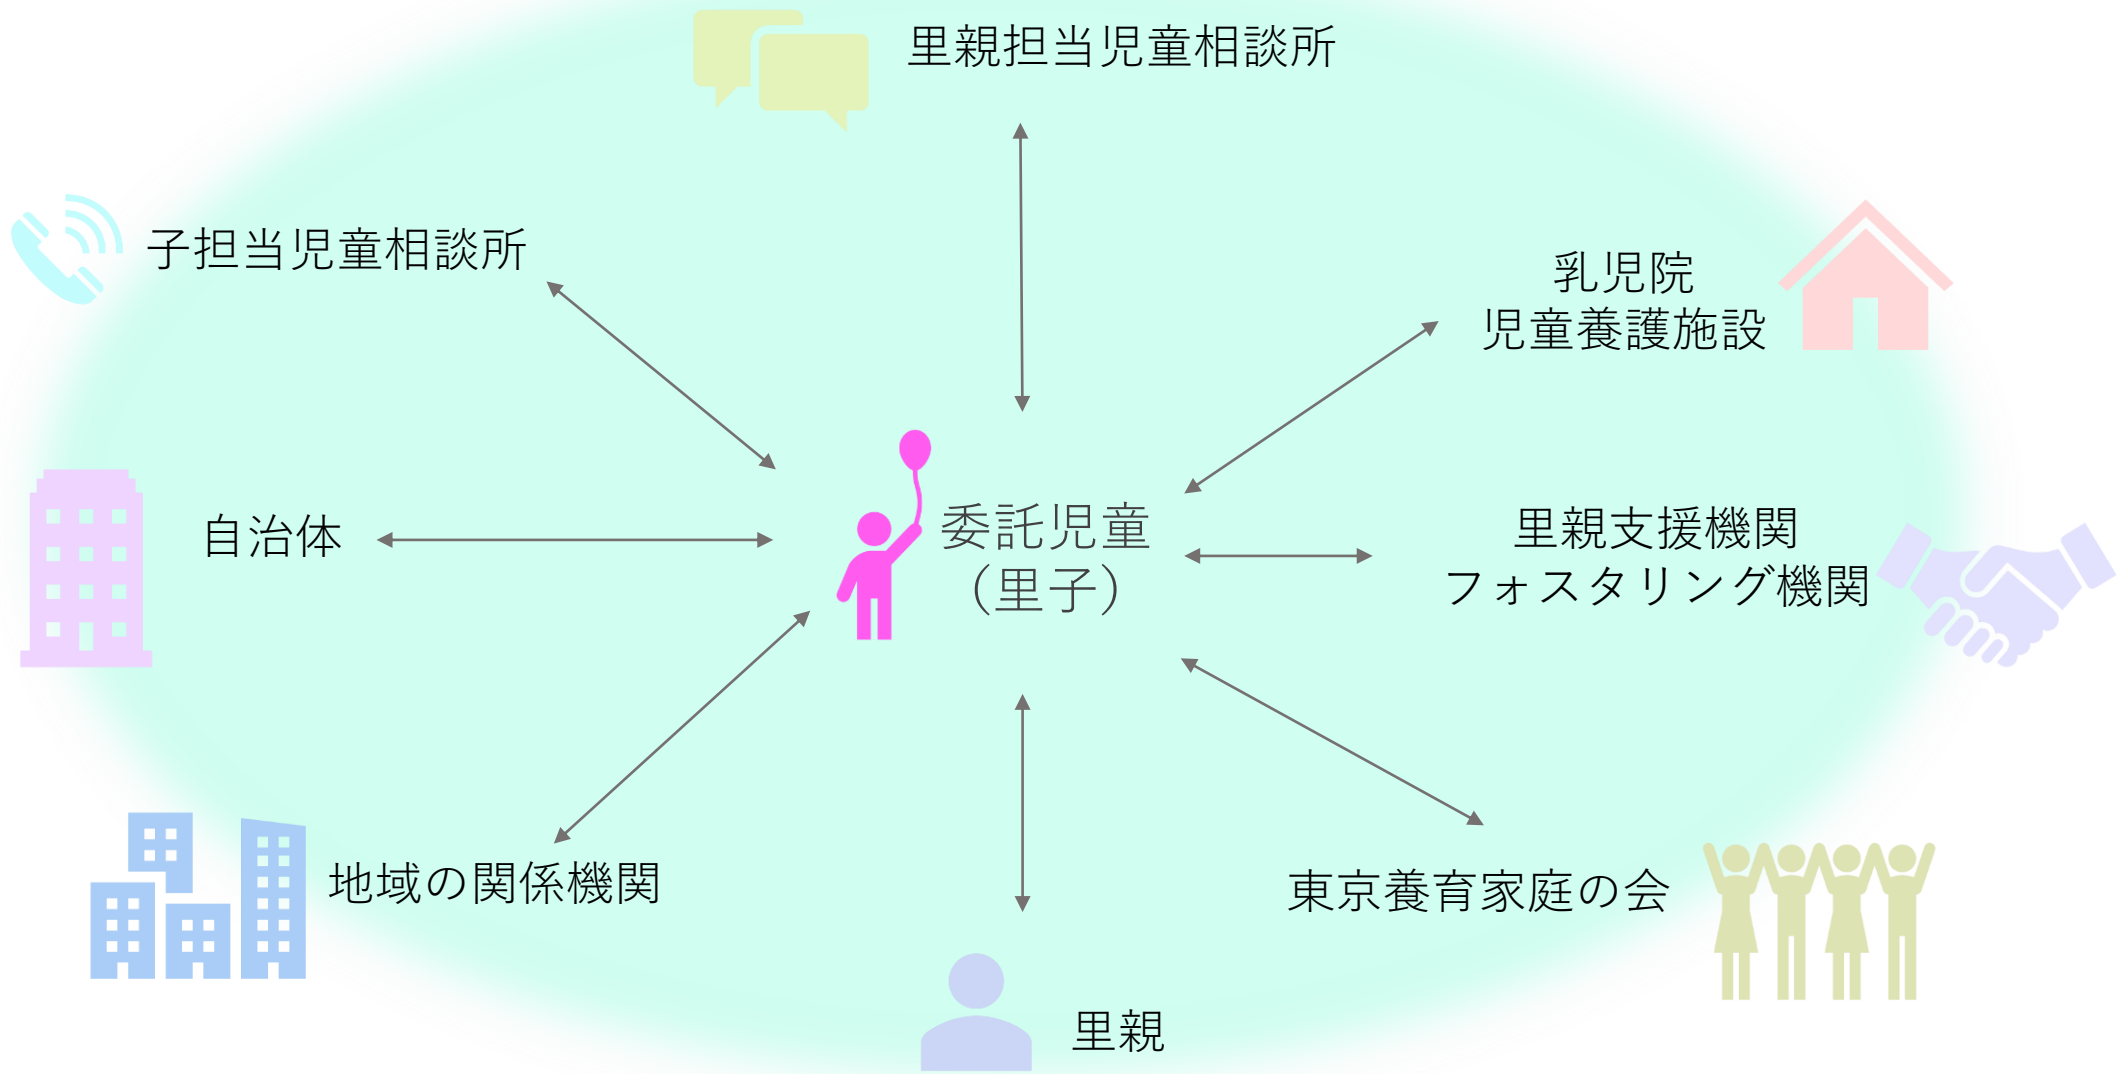 里親担当児童相談所
子担当児童相談所
乳児院
児童養護施設
自治体
委託児童
（里子）
里親支援機関
フォスタリング機関
地域の関係機関
東京養育家庭の会
里親